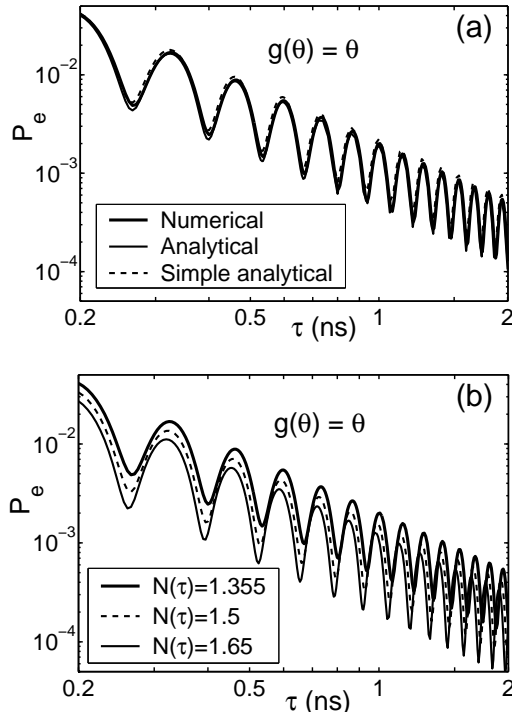 (a)
g(θ) = θ
10⁻²
10⁻³
10⁻⁴
P_e
Numerical
Analytical
Simple analytical
0.2 0.5 1 2
τ (ns)
(b)
g(θ) = θ
10⁻²
10⁻³
10⁻⁴
P_e
N(τ)=1.355
N(τ)=1.5
N(τ)=1.65
0.2 0.5 1 2
τ (ns)